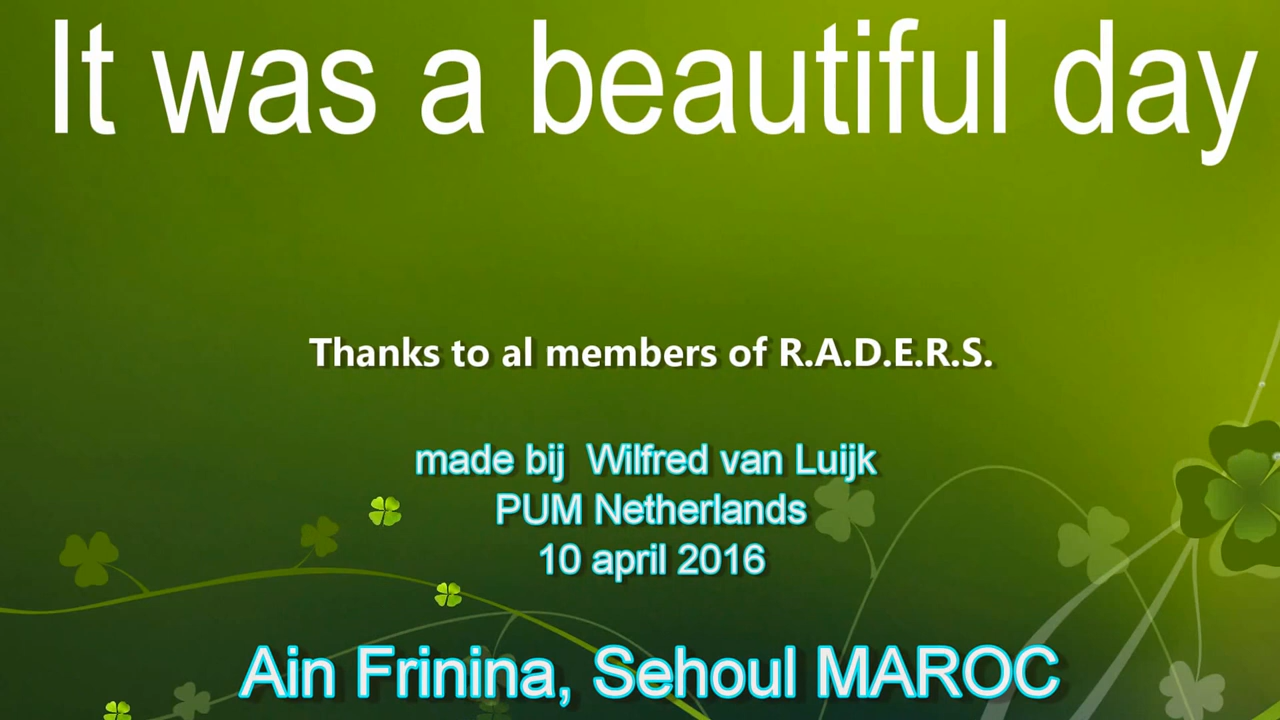 It was a beautiful day
Thanks to al members of R.A.D.E.R.S.
made bij  Wilfred van Luijk
PUM Netherlands
10 april 2016
Ain Frinina, Sehoul MAROC